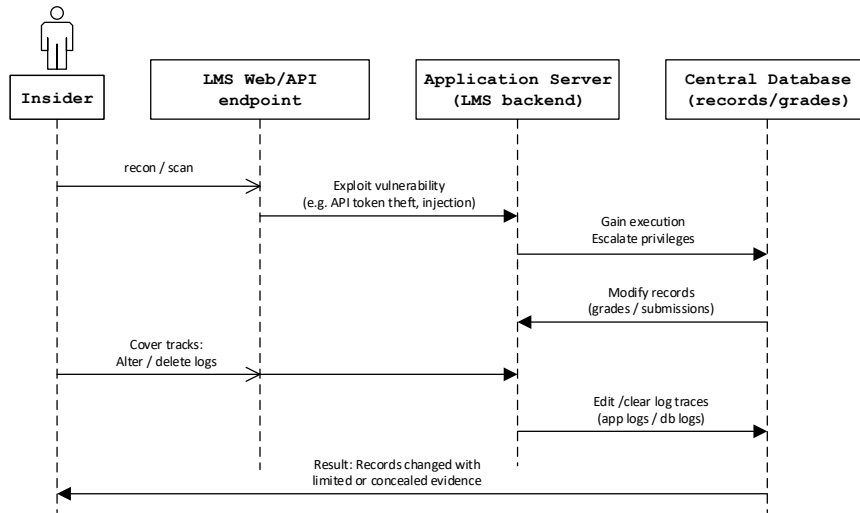 Insider
LMS Web/API
endpoint
Application Server
(LMS backend)
Central Database
(records/grades)
recon / scan
Exploit vulnerability
(e.g. API token theft, injection)
Gain execution
Escalate privileges
Modify records
(grades / submissions)
Cover tracks:
Alter / delete logs
Edit /clear log traces
(app logs / db logs)
Result: Records changed with
limited or concealed evidence